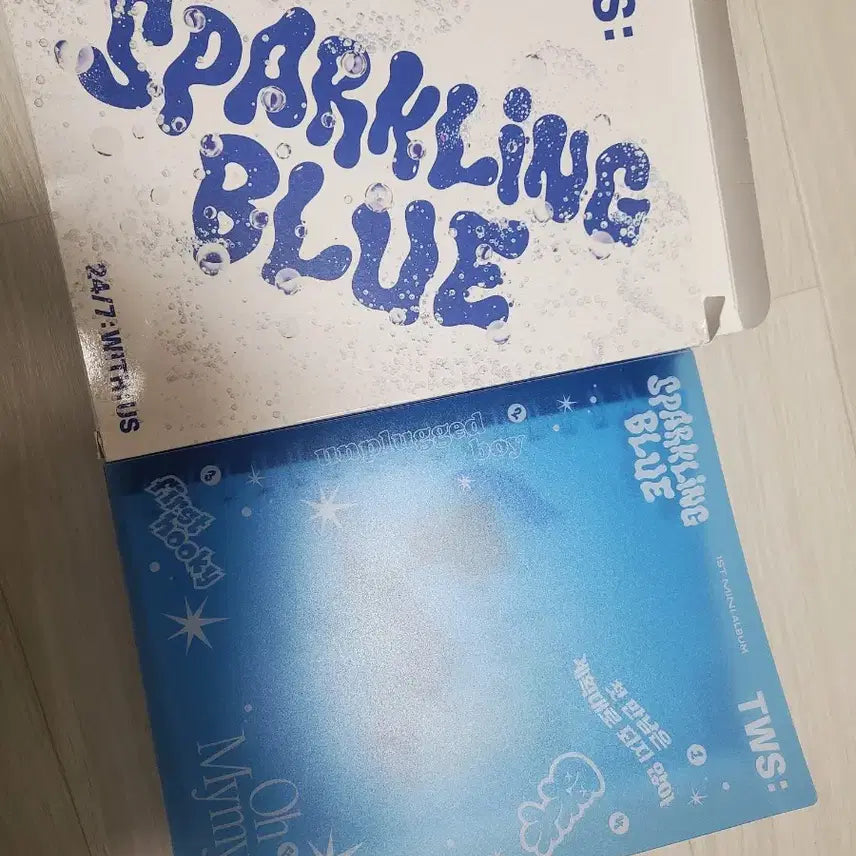 S:
SPARKLiNG
BLUE
24/7:WITH US
unplugged
boy
first
hooky
SPARKLiNG
BLUE
1ST MINI ALBUM
첫 만남은
계획대로 되지 않아
TWS:
Oh
Mymy